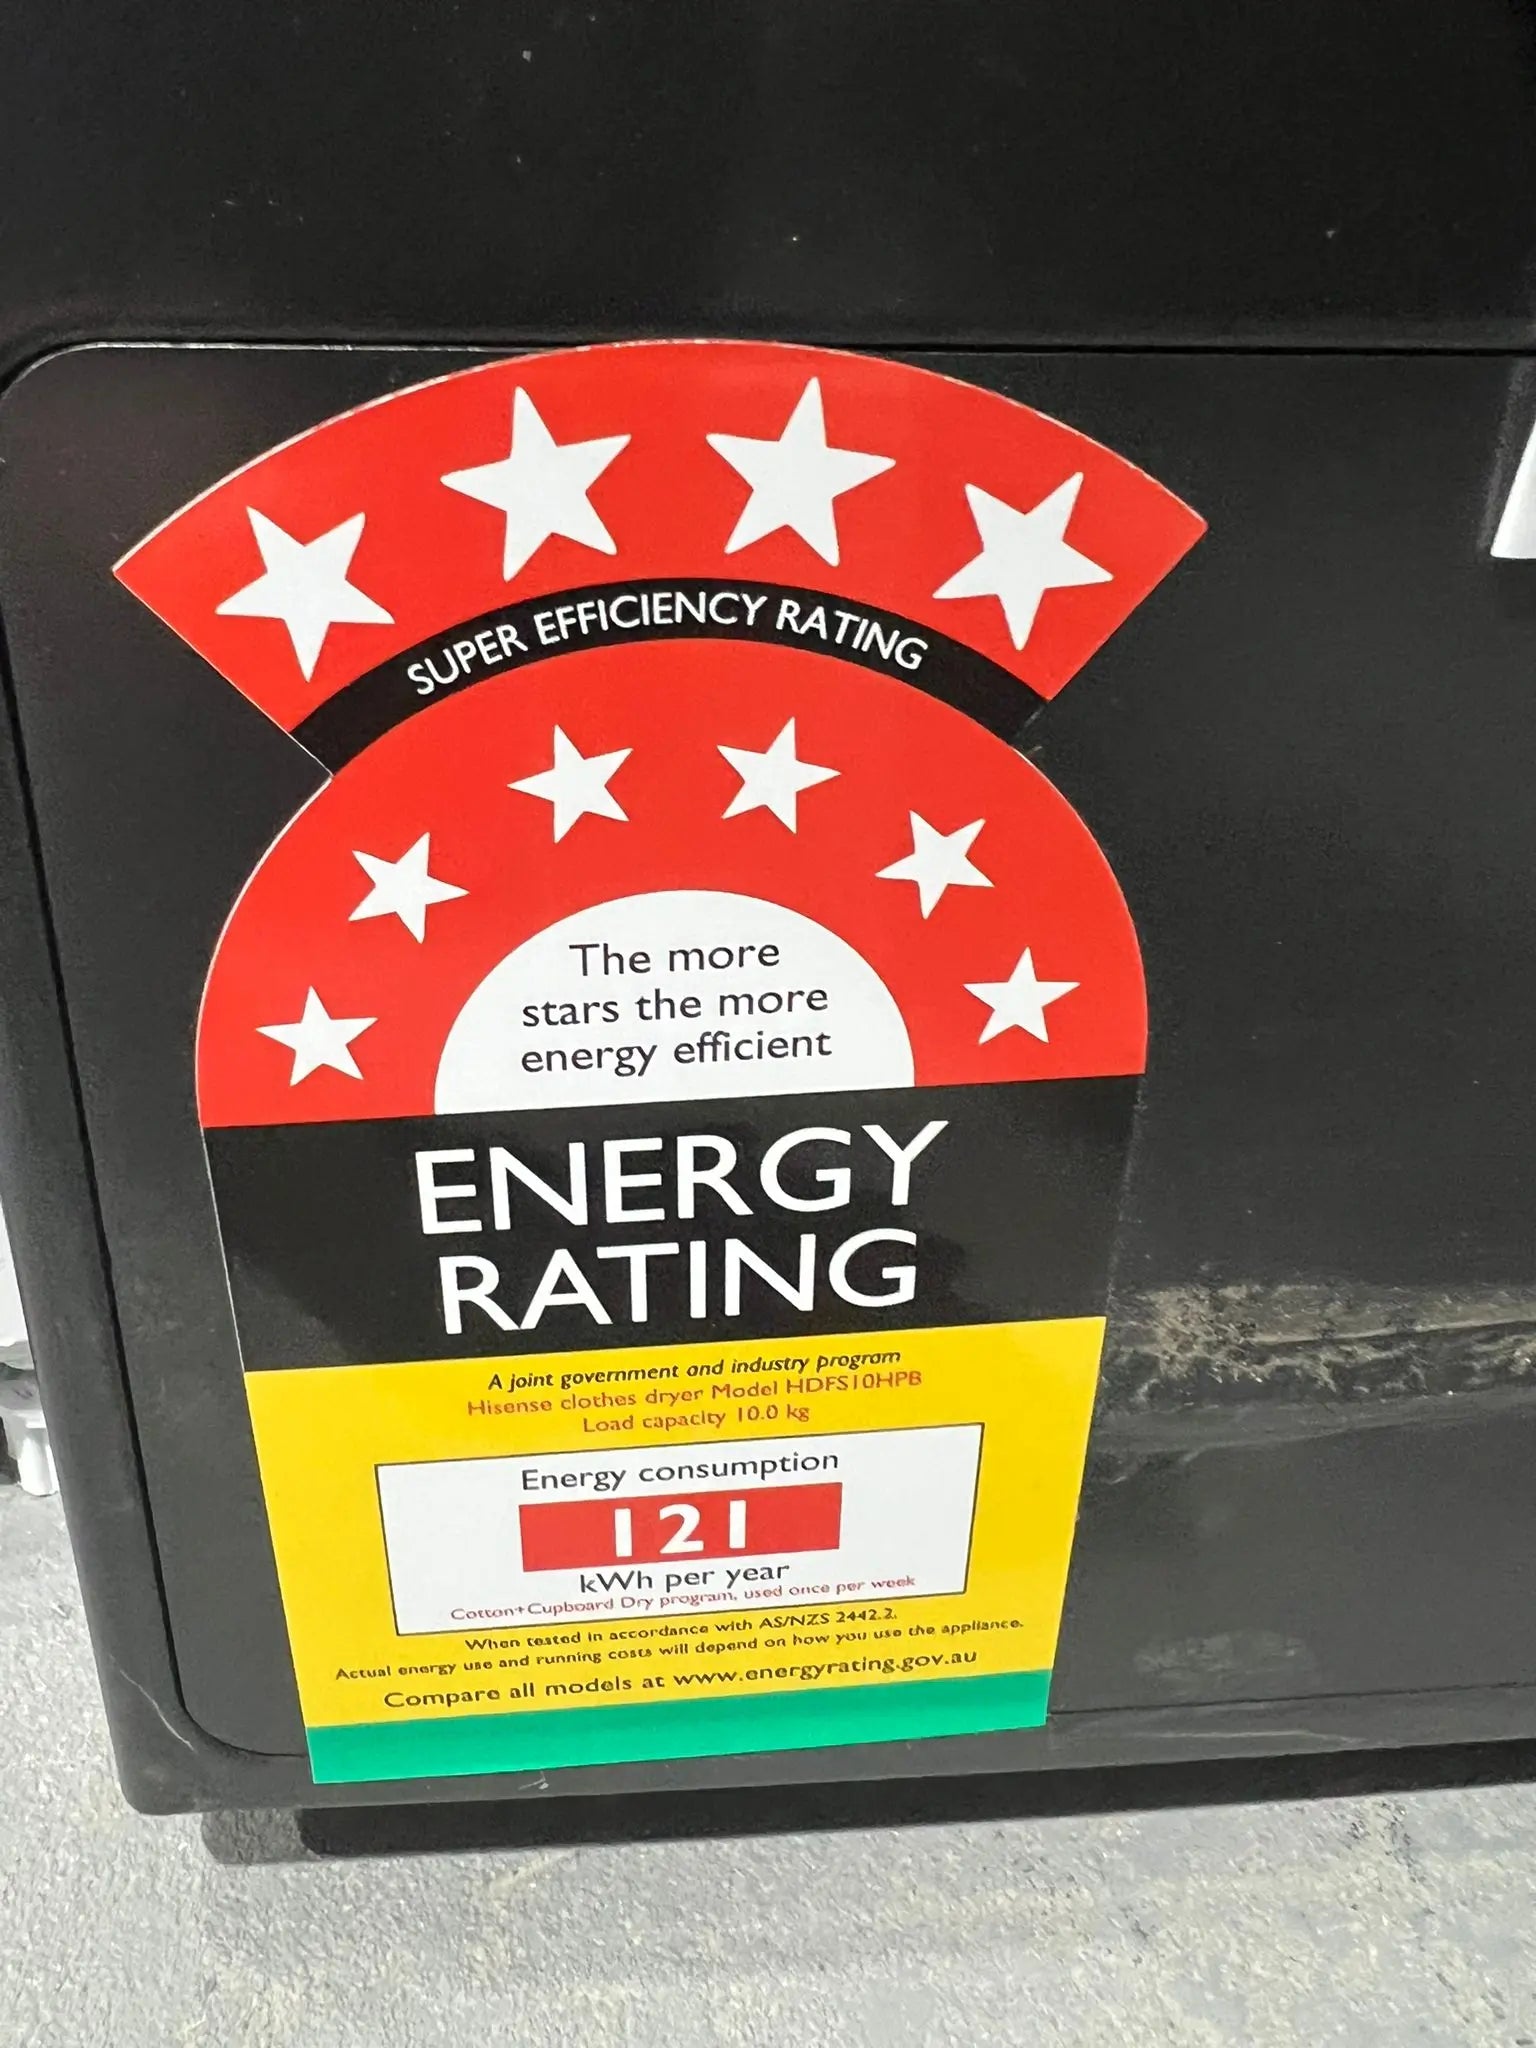 SUPER EFFICIENCY RATING
The more
stars the more
energy efficient
ENERGY
RATING
A joint government and industry program
Hisense clothes dryer Model HDFS10HPB
Load capacity 10.0 kg
Energy consumption
121
kWh per year
Cotton+Cupboard Dry program, used once per week
When tested in accordance with AS/NZS 2442.2.
Actual energy use and running costs will depend on how you use the appliance.
Compare all models at www.energyrating.gov.au